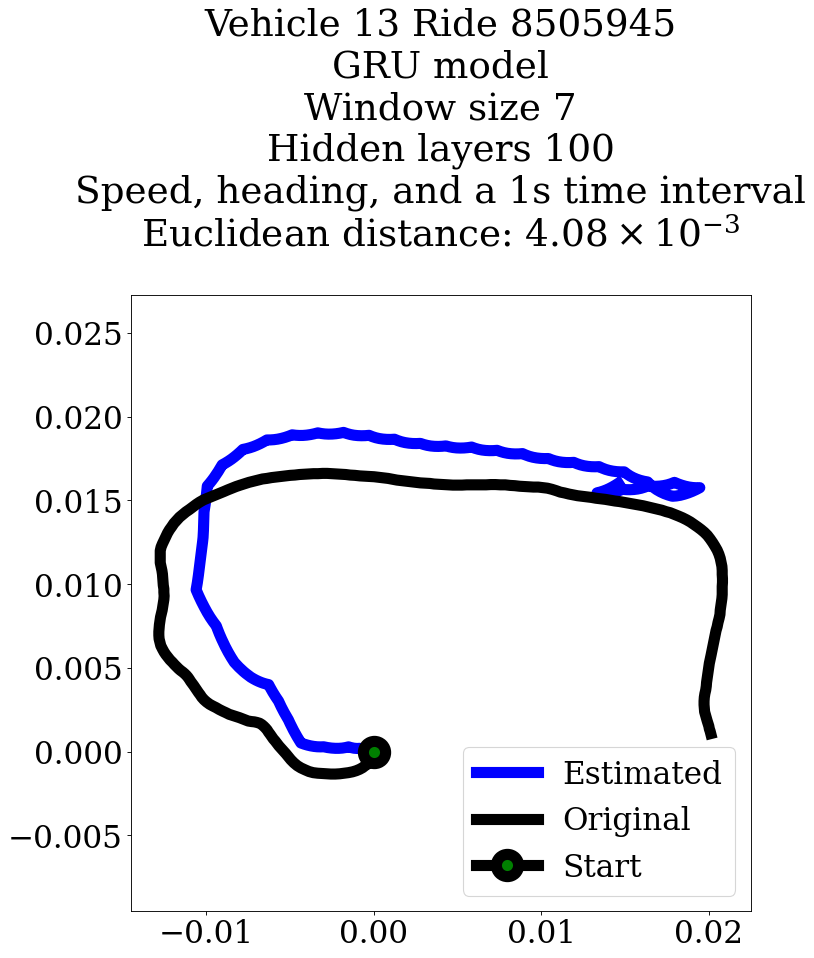 Vehicle 13 Ride 8505945
GRU model
Window size 7
Hidden layers 100
Speed, heading, and a 1s time interval
Euclidean distance: 4.08 × 10⁻³
0.025
0.020
0.015
0.010
0.005
0.000
−0.005
Estimated
Original
Start
−0.01 0.00 0.01 0.02